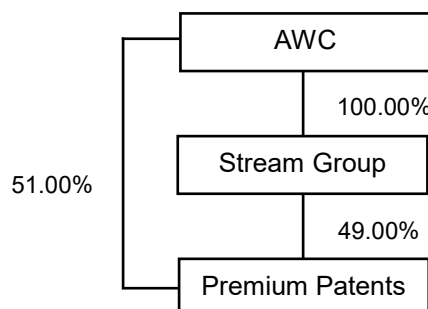 AWC
100.00%
Stream Group
51.00%
49.00%
Premium Patents